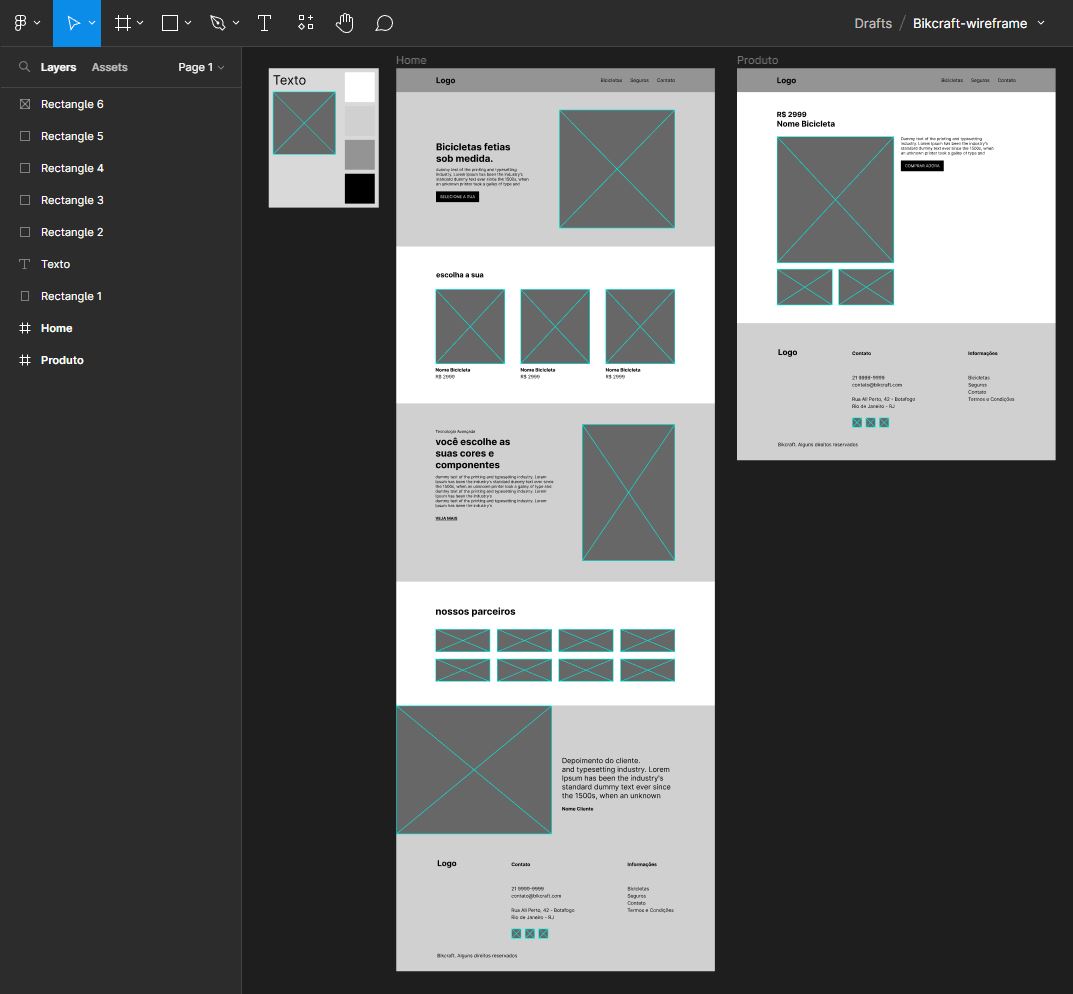 Drafts / Bikcraft-wireframe
Layers Assets Page 1
Rectangle 6
Rectangle 5
Rectangle 4
Rectangle 3
Rectangle 2
Texto
Rectangle 1
Home
Produto
Texto
Home
Logo Bicicletas Seguros Contato
Bicicletas fetias
sob medida.
dummy text of the printing and typesetting
industry. Lorem Ipsum has been the industry's
standard dummy text ever since the 1500s, when
an unknown printer took a galley of type and
SELECIONE A SUA
escolha a sua
Nome Bicicleta Nome Bicicleta Nome Bicicleta
R$ 2999 R$ 2999 R$ 2999
Tecnologia Avançada
você escolhe as
suas cores e
componentes
dummy text of the printing and typesetting industry. Lorem
Ipsum has been the industry's standard dummy text ever since
the 1500s, when an unknown printer took a galley of type and
dummy text of the printing and typesetting industry. Lorem
Ipsum has been the industry's
dummy text of the printing and typesetting industry. Lorem
Ipsum has been the industry's
VEJA MAIS
nossos parceiros
Depoimento do cliente.
and typesetting industry. Lorem
Ipsum has been the industry's
standard dummy text ever since
the 1500s, when an unknown
Nome Cliente
Logo Contato Informações
21 9999-9999 Bicicletas
contato@bikcraft.com Seguros
Contato
Rua Ali Perto, 42 - Botafogo Termos e Condições
Rio de Janeiro - RJ
Bikcraft. Alguns direitos reservados
Produto
Logo Bicicletas Seguros Contato
R$ 2999
Nome Bicicleta
Dummy text of the printing and typesetting
industry. Lorem Ipsum has been the industry's
standard dummy text ever since the 1500s, when
an unknown printer took a galley of type and
COMPRAR AGORA
Logo Contato Informações
21 9999-9999 Bicicletas
contato@bikcraft.com Seguros
Contato
Rua Ali Perto, 42 - Botafogo Termos e Condições
Rio de Janeiro - RJ
Bikcraft. Alguns direitos reservados